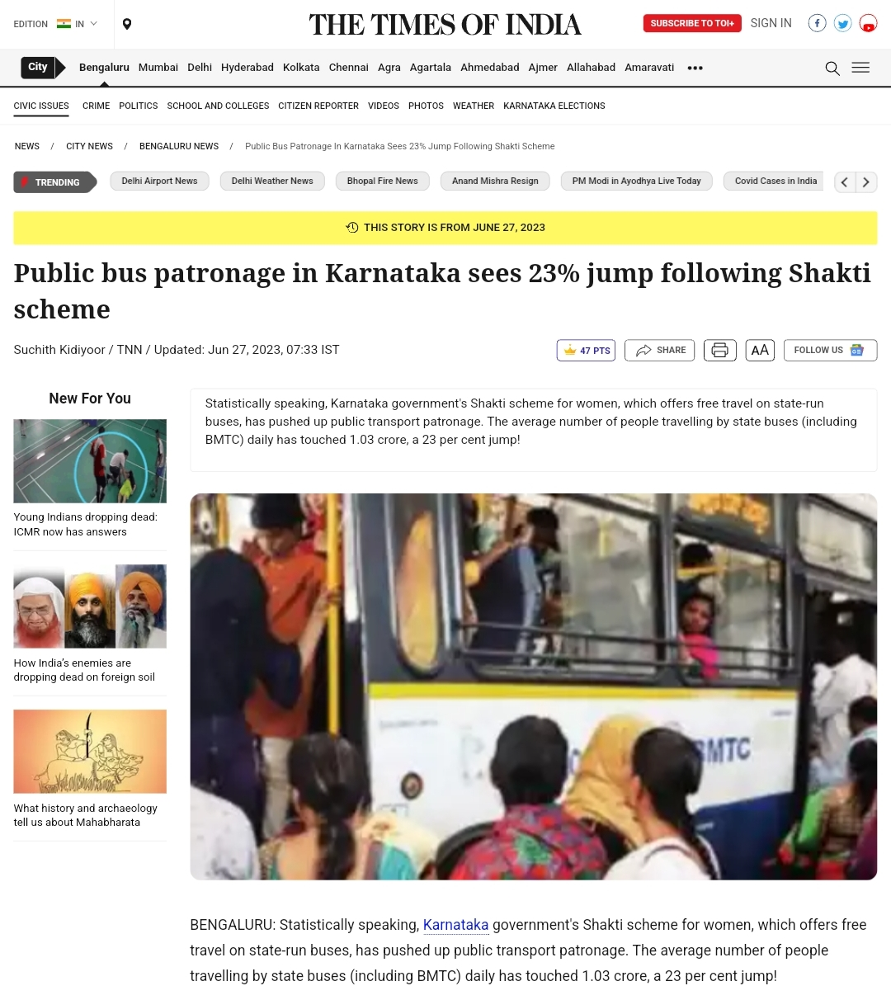 EDITION IN
THE TIMES OF INDIA
SUBSCRIBE TO TOI+ SIGN IN
City Bengaluru Mumbai Delhi Hyderabad Kolkata Chennai Agra Agartala Ahmedabad Ajmer Allahabad Amaravati
CIVIC ISSUES CRIME POLITICS SCHOOL AND COLLEGES CITIZEN REPORTER VIDEOS PHOTOS WEATHER KARNATAKA ELECTIONS
NEWS / CITY NEWS / BENGALURU NEWS / Public Bus Patronage In Karnataka Sees 23% Jump Following Shakti Scheme
TRENDING Delhi Airport News Delhi Weather News Bhopal Fire News Anand Mishra Resign PM Modi in Ayodhya Live Today Covid Cases in India
THIS STORY IS FROM JUNE 27, 2023
Public bus patronage in Karnataka sees 23% jump following Shakti
scheme
Suchith Kidiyoor / TNN / Updated: Jun 27, 2023, 07:33 IST
47 PTS SHARE AA FOLLOW US
New For You
Young Indians dropping dead:
ICMR now has answers
How India's enemies are
dropping dead on foreign soil
What history and archaeology
tell us about Mahabharata
Statistically speaking, Karnataka government's Shakti scheme for women, which offers free travel on state-run
buses, has pushed up public transport patronage. The average number of people travelling by state buses (including
BMTC) daily has touched 1.03 crore, a 23 per cent jump!
BMTC
BENGALURU: Statistically speaking, Karnataka government's Shakti scheme for women, which offers free
travel on state-run buses, has pushed up public transport patronage. The average number of people
travelling by state buses (including BMTC) daily has touched 1.03 crore, a 23 per cent jump!